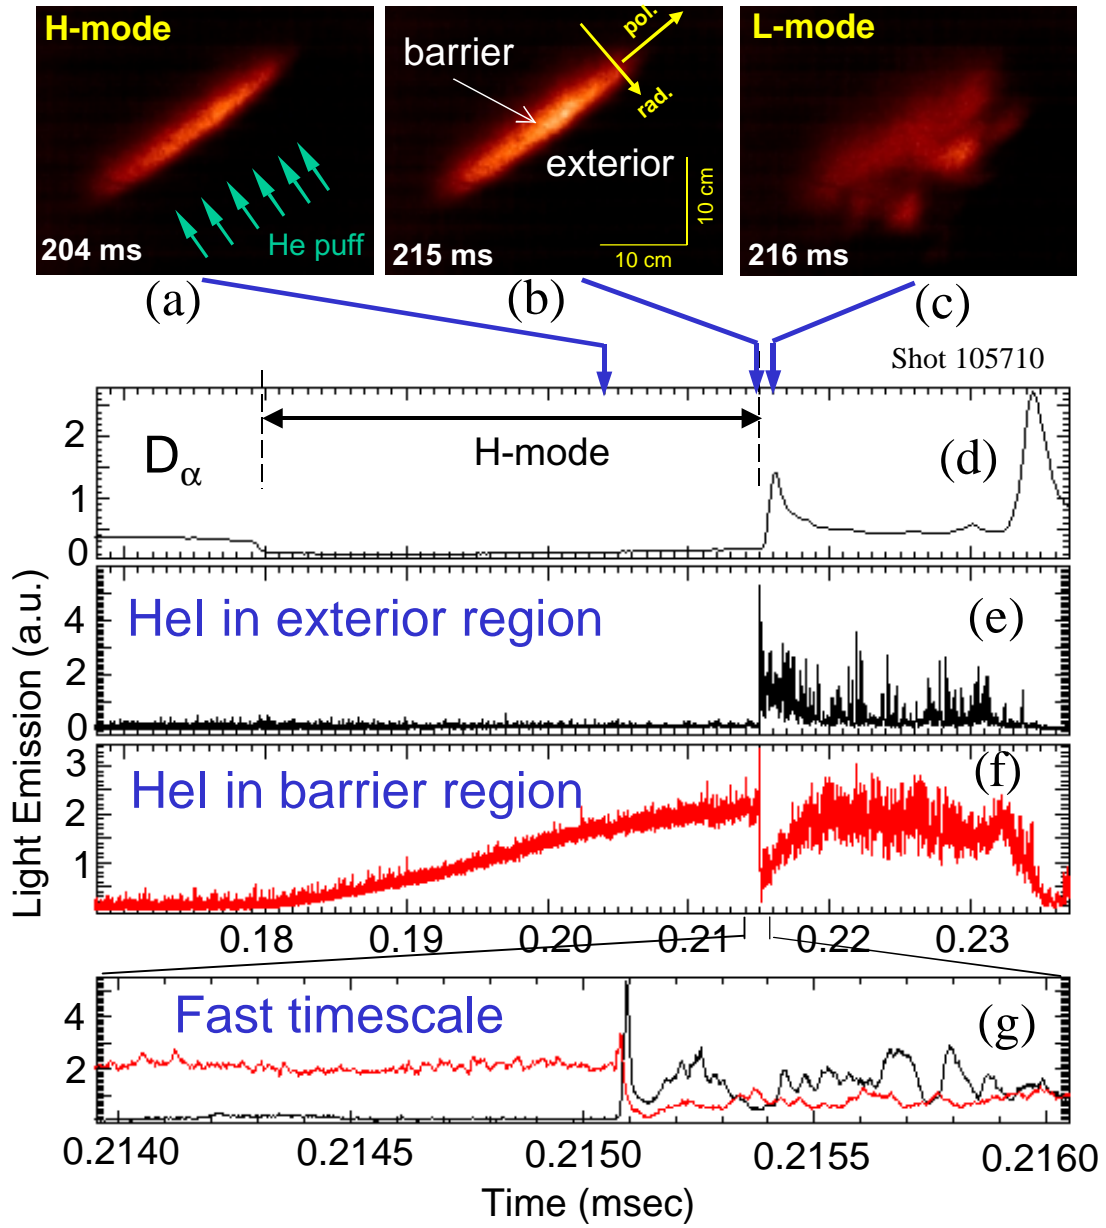 H-mode
204 ms
He puff
barrier
pol.
rad.
exterior
10 cm
10 cm
215 ms
L-mode
216 ms
(a)
(b)
(c)
Shot 105710
H-mode
Dα
(d)
2
1
0
HeI in exterior region
(e)
4
2
0
HeI in barrier region
(f)
3
2
1
Light Emission (a.u.)
0.18 0.19 0.20 0.21 0.22 0.23
Fast timescale
(g)
4
2
0.2140 0.2145 0.2150 0.2155 0.2160
Time (msec)